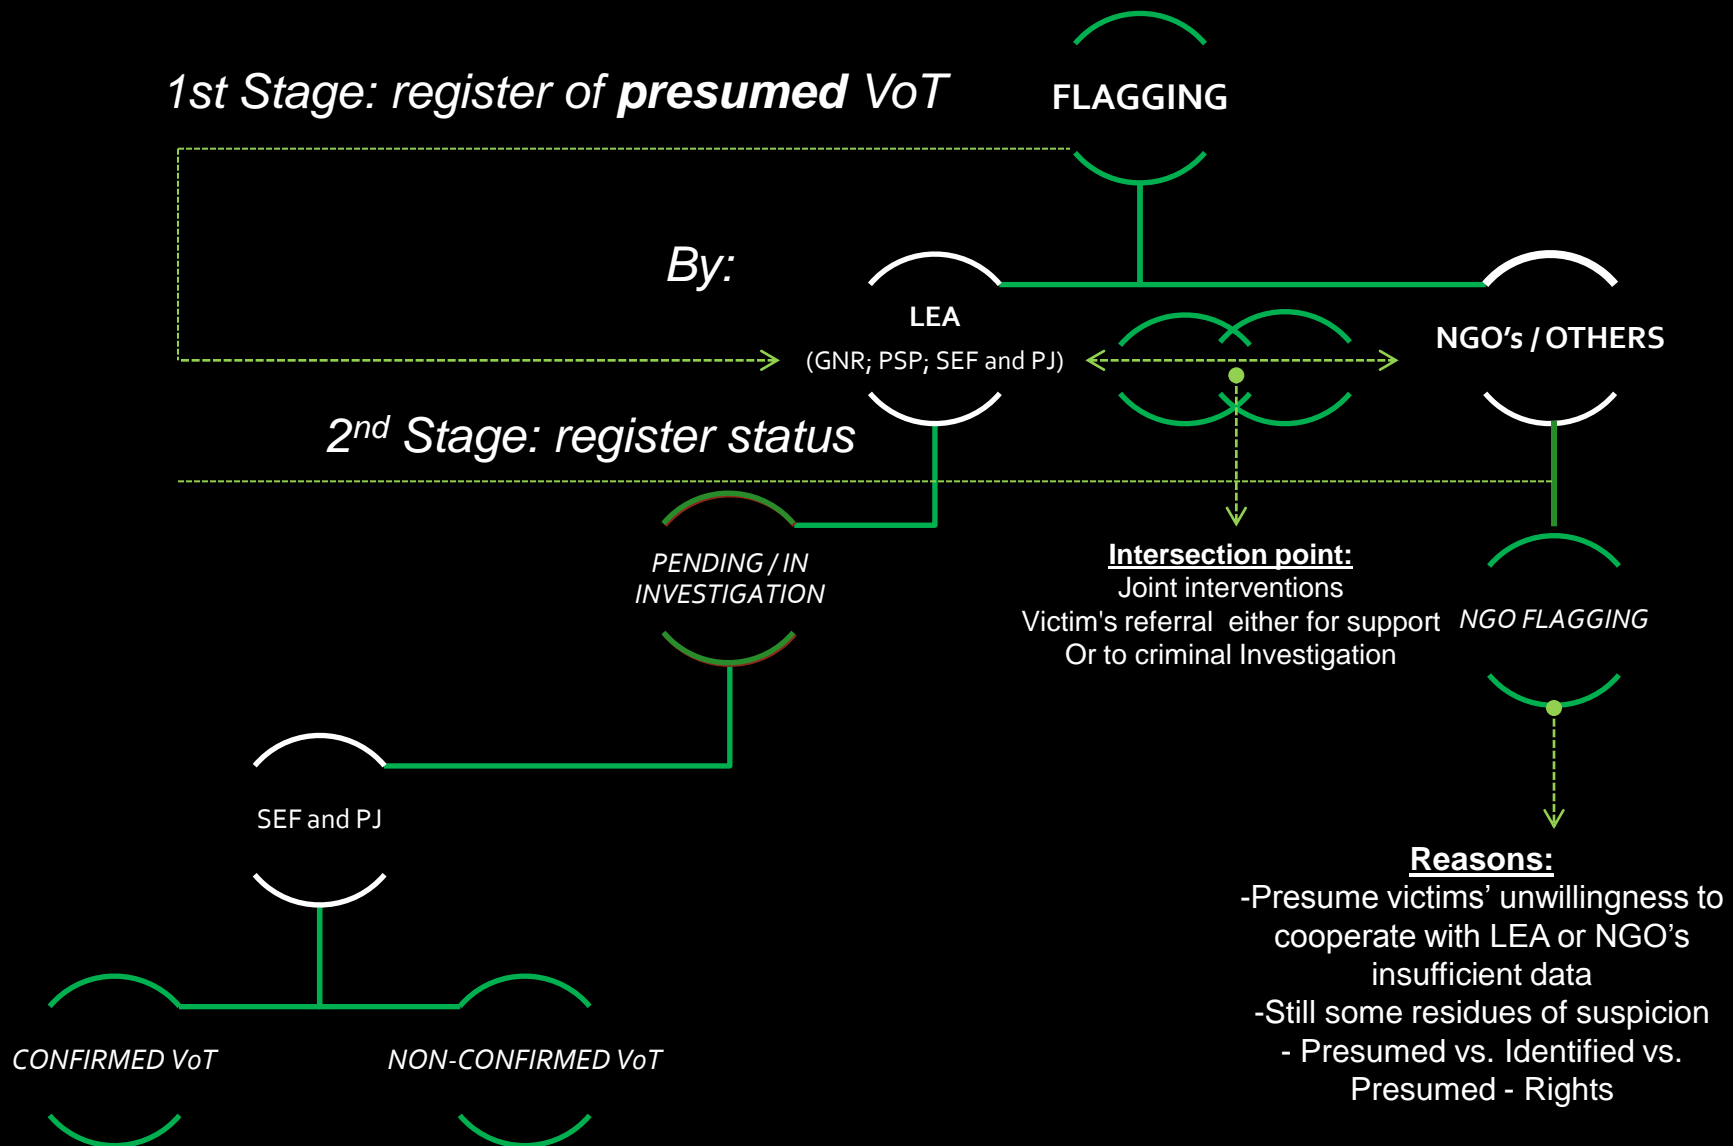 1st Stage: register of presumed VoT
FLAGGING
By:
LEA
(GNR; PSP; SEF and PJ)
NGO's / OTHERS
2nd Stage: register status
PENDING / IN
INVESTIGATION
Intersection point:
Joint interventions
Victim's referral  either for support
Or to criminal Investigation
NGO FLAGGING
SEF and PJ
Reasons:
-Presume victims’ unwillingness to
cooperate with LEA or NGO’s
insufficient data
-Still some residues of suspicion
- Presumed vs. Identified vs.
Presumed - Rights
CONFIRMED VoT
NON-CONFIRMED VoT